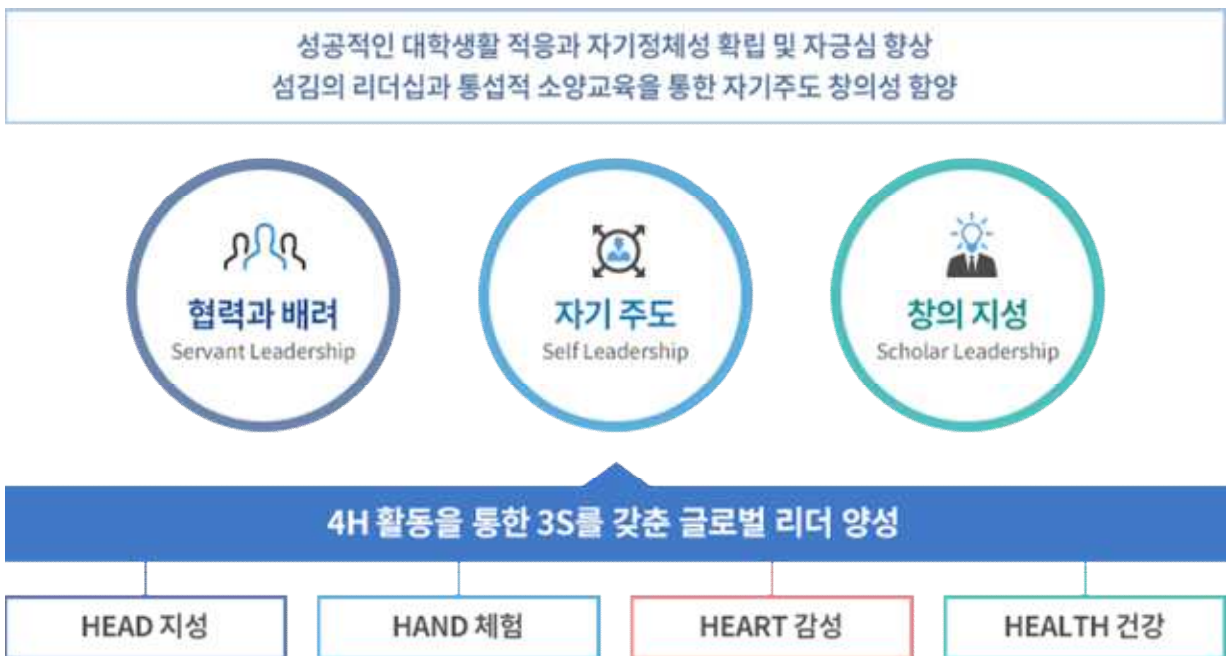 성공적인 대학생활 적응과 자기정체성 확립 및 자긍심 향상
섬김의 리더십과 통섭적 소양교육을 통한 자기주도 창의성 함양
협력과 배려
Servant Leadership
자기 주도
Self Leadership
창의 지성
Scholar Leadership
4H 활동을 통한 3S를 갖춘 글로벌 리더 양성
HEAD 지성
HAND 체험
HEART 감성
HEALTH 건강